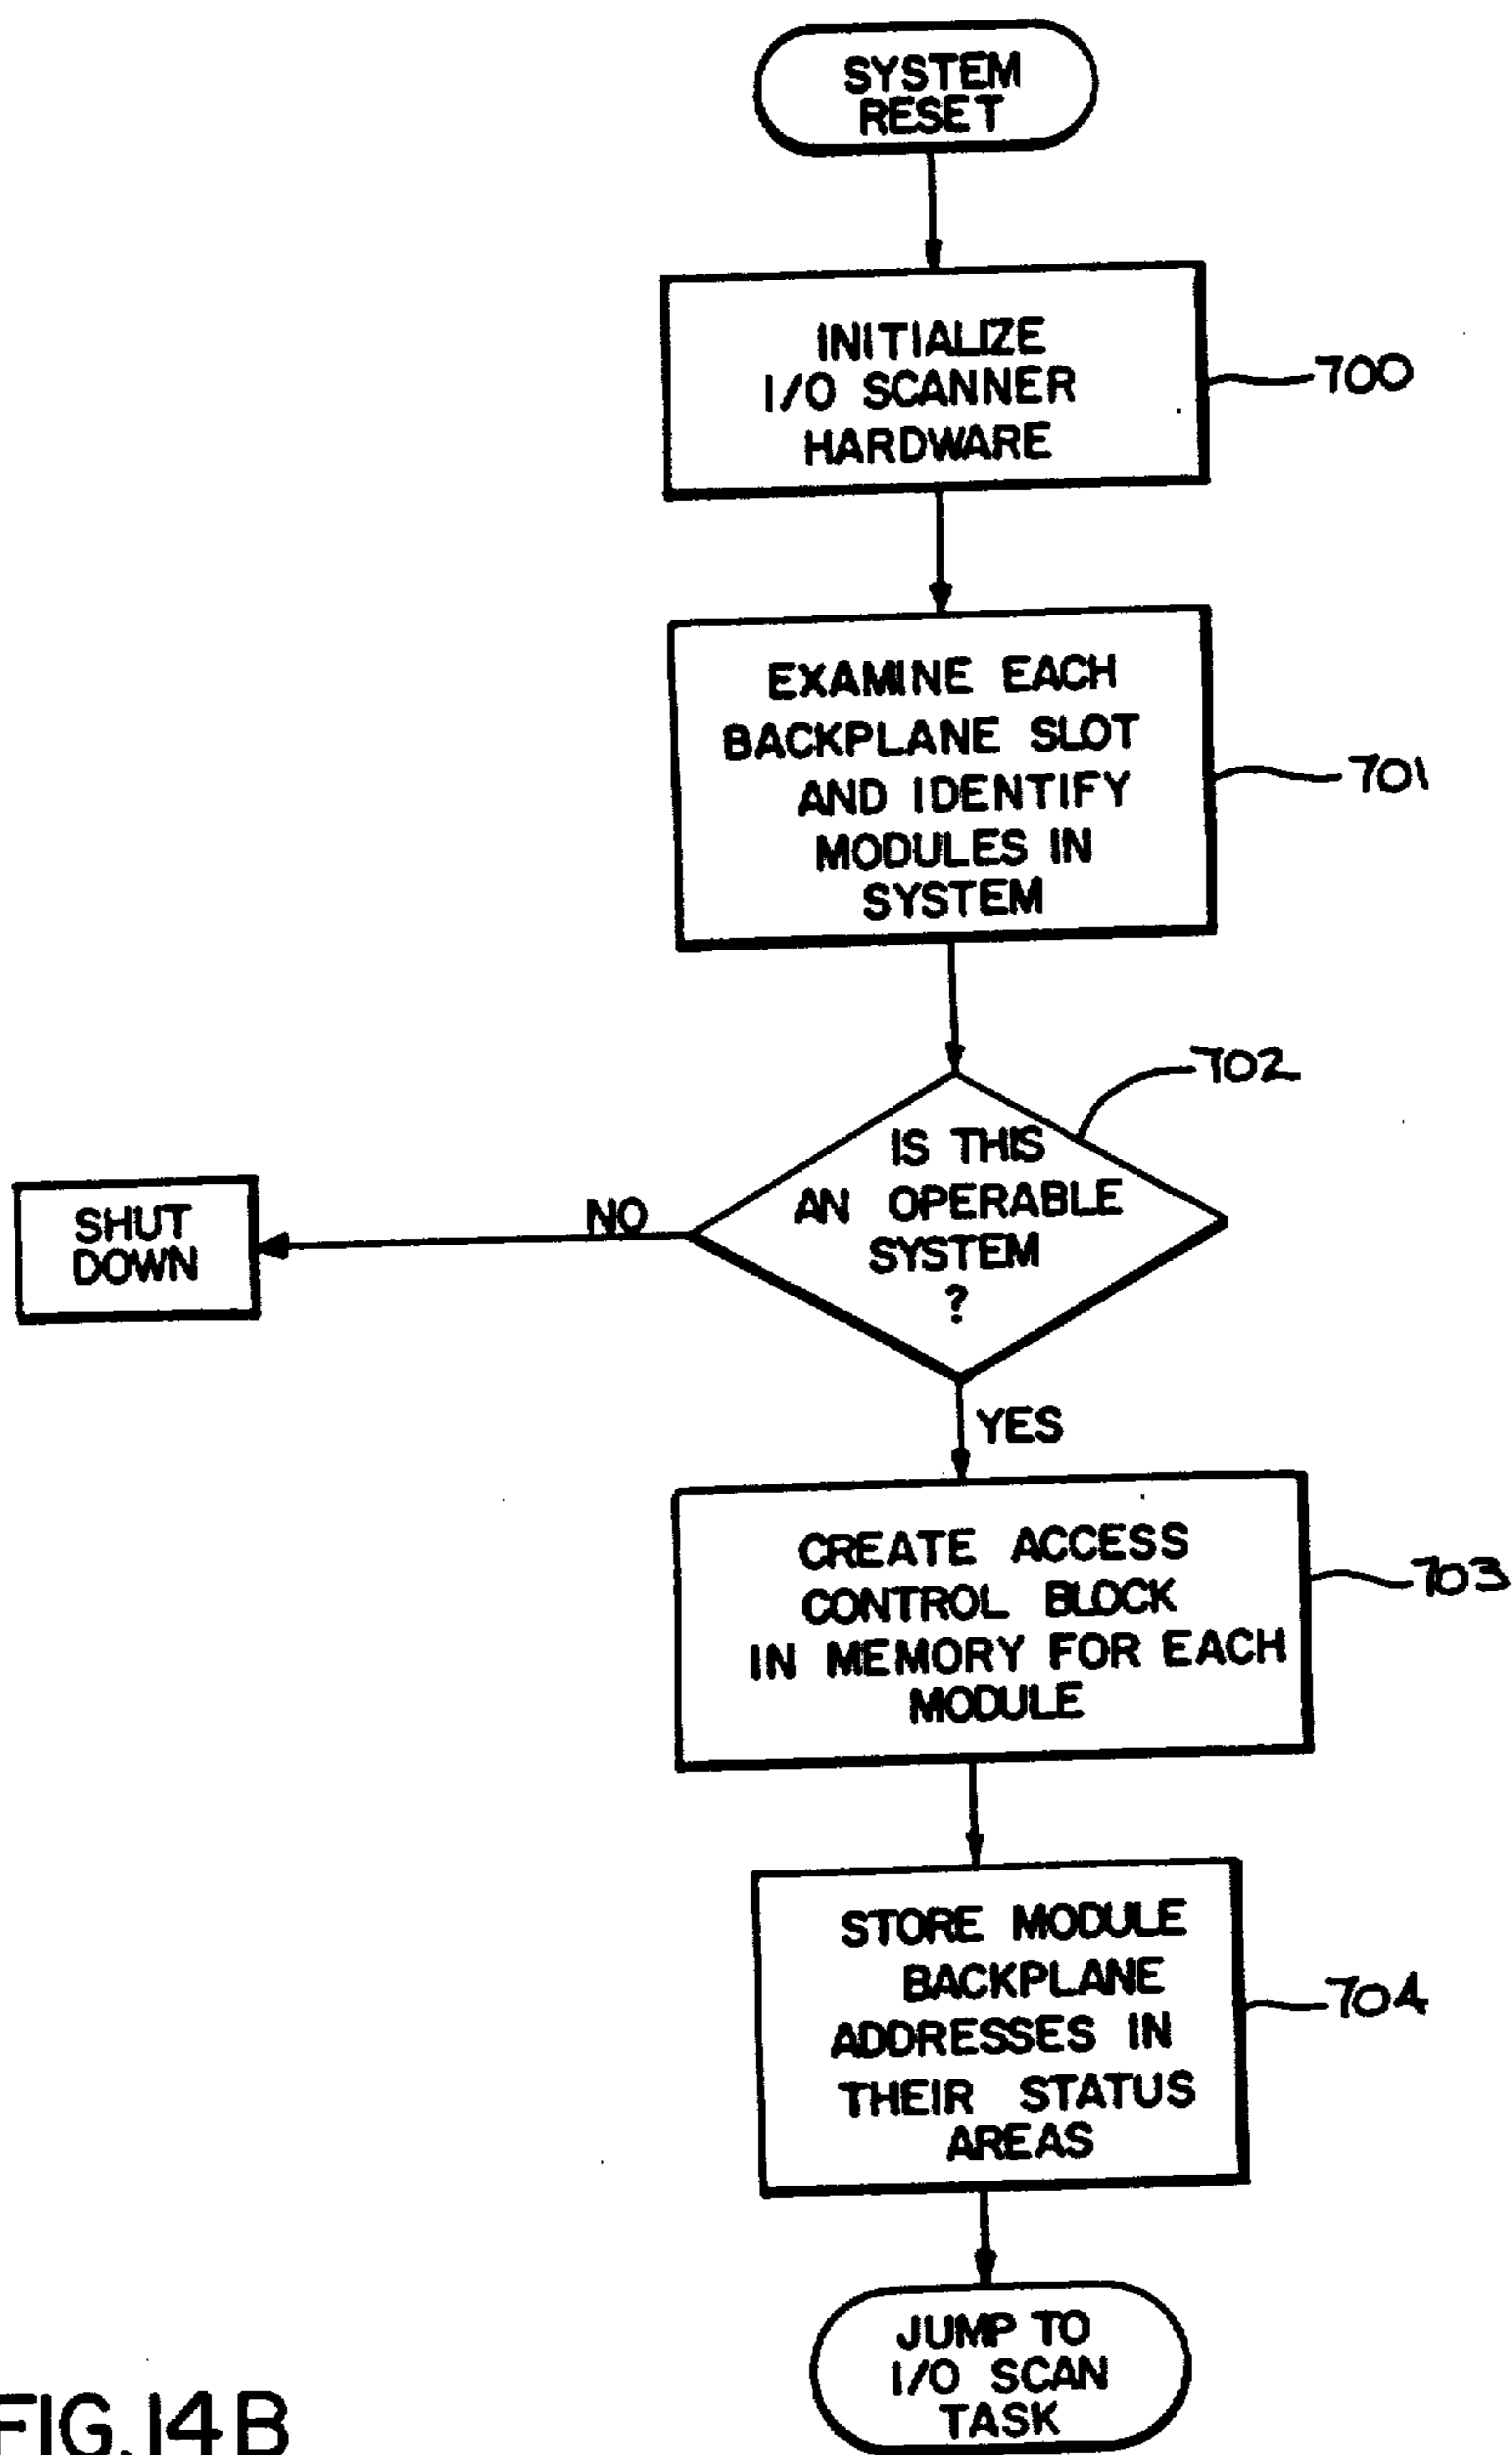 SYSTEM
RESET
INITIALIZE
I/O SCANNER
HARDWARE
700
EXAMINE EACH
BACKPLANE SLOT
AND IDENTIFY
MODULES IN
SYSTEM
701
702
IS THIS
AN OPERABLE
SYSTEM
?
NO
SHUT
DOWN
YES
CREATE ACCESS
CONTROL BLOCK
IN MEMORY FOR EACH
MODULE
703
STORE MODULE
BACKPLANE
ADDRESSES IN
THEIR STATUS
AREAS
704
JUMP TO
I/O SCAN
TASK
FIG.14B